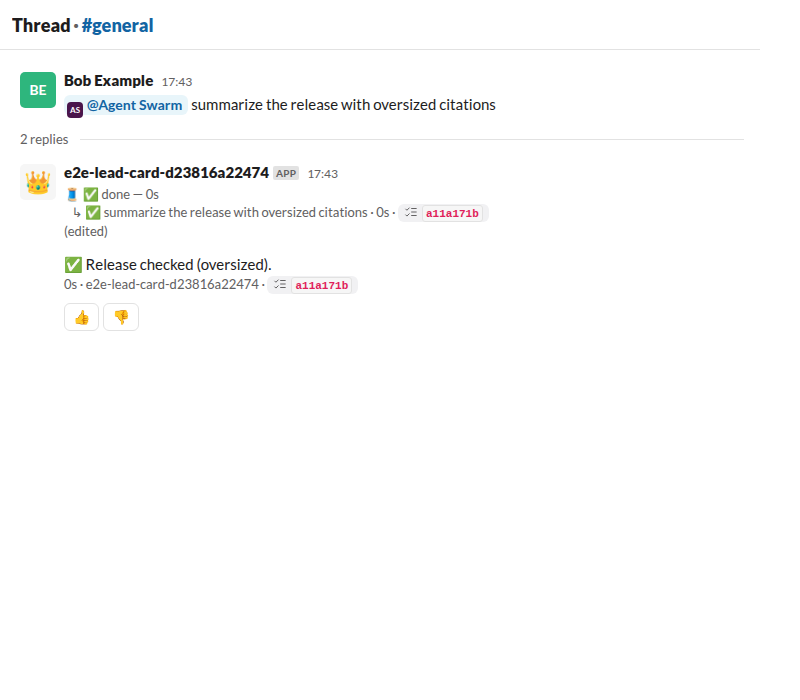 Thread · #general
BE
Bob Example 17:43
AS @Agent Swarm summarize the release with oversized citations
2 replies
e2e-lead-card-d23816a22474 APP 17:43
🧵 ✅ done — 0s
↳ ✅ summarize the release with oversized citations · 0s · a11a171b
(edited)
✅ Release checked (oversized).
0s · e2e-lead-card-d23816a22474 · a11a171b